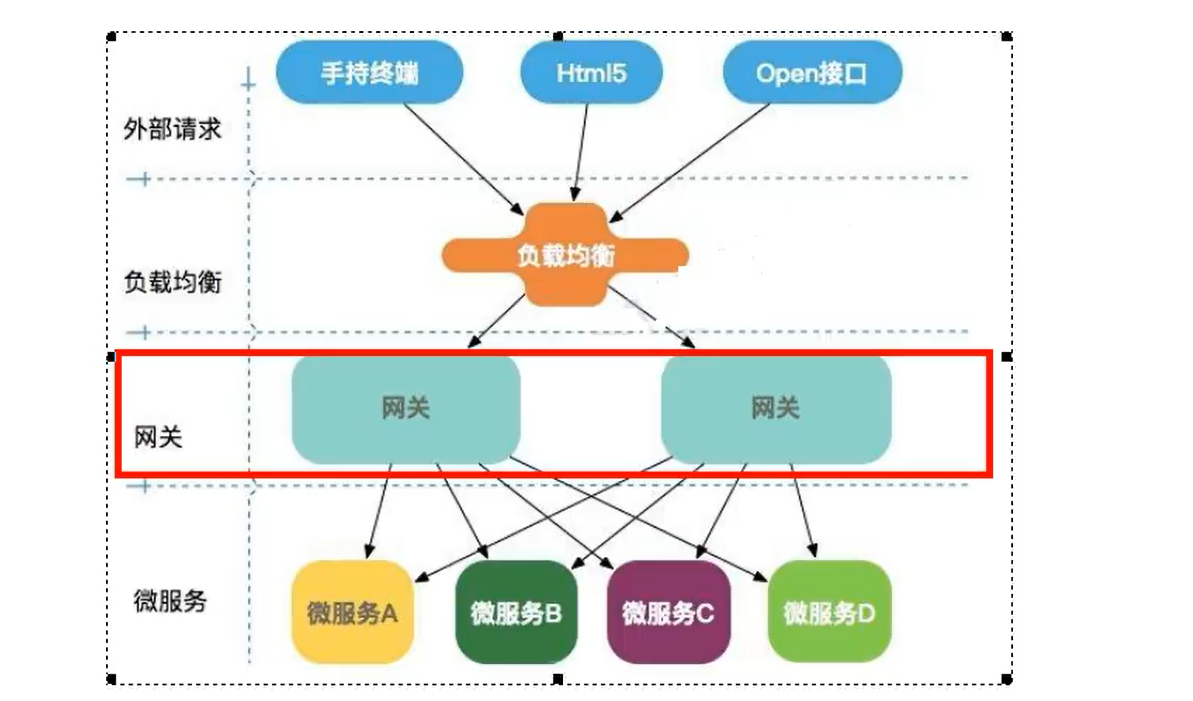 手持终端
Html5
Open接口
外部请求
负载均衡
负载均衡
网关
网关
网关
微服务
微服务A
微服务B
微服务C
微服务D